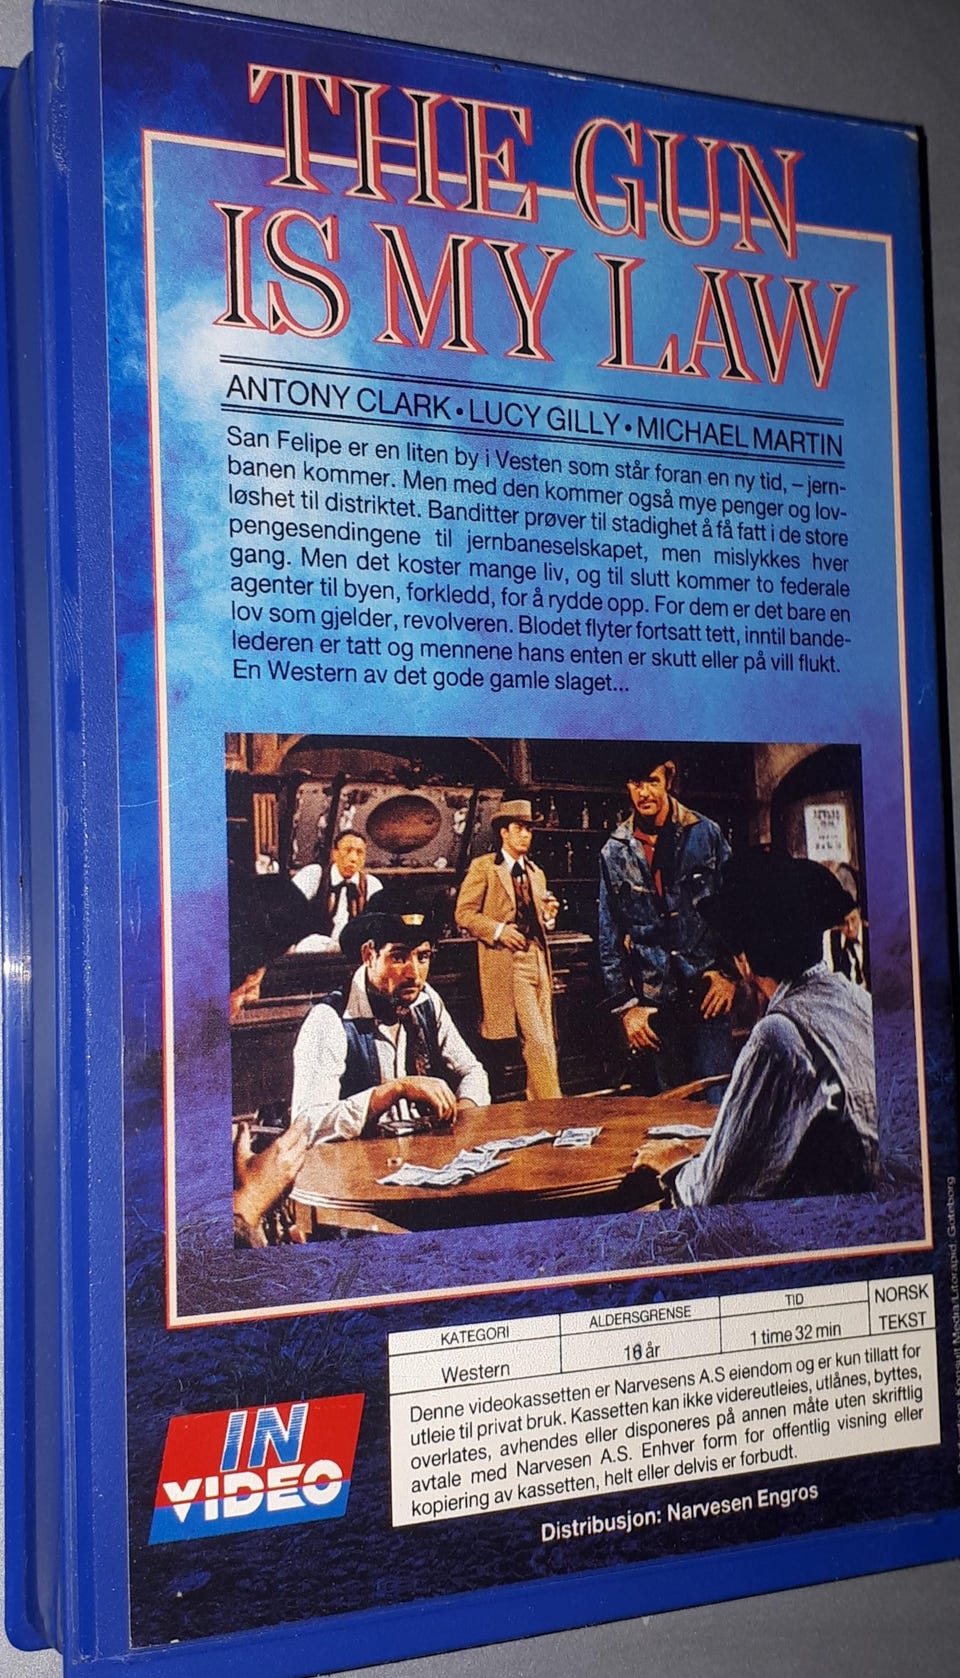 THE GUN
IS MY LAW
ANTONY CLARK • LUCY GILLY • MICHAEL MARTIN
San Felipe er en liten by i Vesten som står foran en ny tid, – jern-
banen kommer. Men med den kommer også mye penger og lov-
løshet til distriktet. Banditter prøver til stadighet å få fatt i de store
pengesendingene til jernbaneselskapet, men mislykkes hver
gang. Men det koster mange liv, og til slutt kommer to federale
agenter til byen, forkledd, for å rydde opp. For dem er det bare en
lov som gjelder, revolveren. Blodet flyter fortsatt tett, inntil bande-
lederen er tatt og mennene hans enten er skutt eller på vill flukt.
En Western av det gode gamle slaget...
KATEGORI ALDERSGRENSE TID NORSK
Western år 1 time 32 min TEKST
Denne videokassetten er Narvesens A.S eiendom og er kun tillatt for
utleie til privat bruk. Kassetten kan ikke videreutleies, utlånes, byttes,
overlates, avhendes eller disponeres på annen måte uten skriftlig
avtale med Narvesen A.S. Enhver form for offentlig visning eller
kopiering av kassetten, helt eller delvis er forbudt.
IN
VIDEO
Distribusjon: Narvesen Engros
Media Litorapid, Göteborg